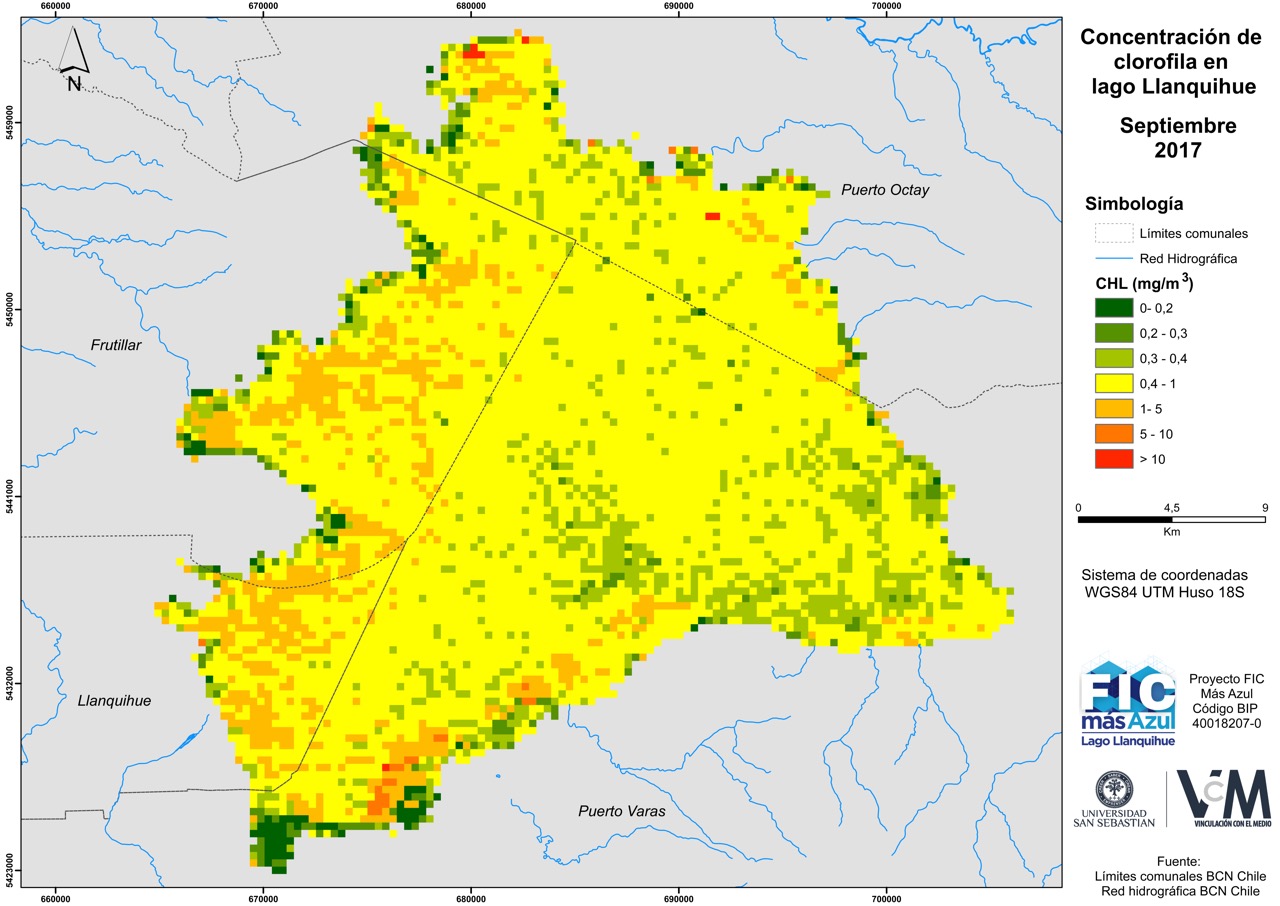 660000
670000
680000
690000
700000
Concentración de
clorofila en
lago Llanquihue
Septiembre
2017
N
5459000
5450000
5441000
5432000
5423000
Puerto Octay
Frutillar
Llanquihue
Puerto Varas
Simbología
Límites comunales
Red Hidrográfica
CHL (mg/m³)
0- 0,2
0,2 - 0,3
0,3 - 0,4
0,4 - 1
1- 5
5 - 10
> 10
0 4,5 9
Km
Sistema de coordenadas
WGS84 UTM Huso 18S
FIC
más Azul
Lago Llanquihue
Proyecto FIC
Más Azul
Código BIP
40018207-0
UNIVERSIDAD
SAN SEBASTIAN
VcM
VINCULACIÓN CON EL MEDIO
Fuente:
Límites comunales BCN Chile
Red hidrográfica BCN Chile
660000
670000
680000
690000
700000